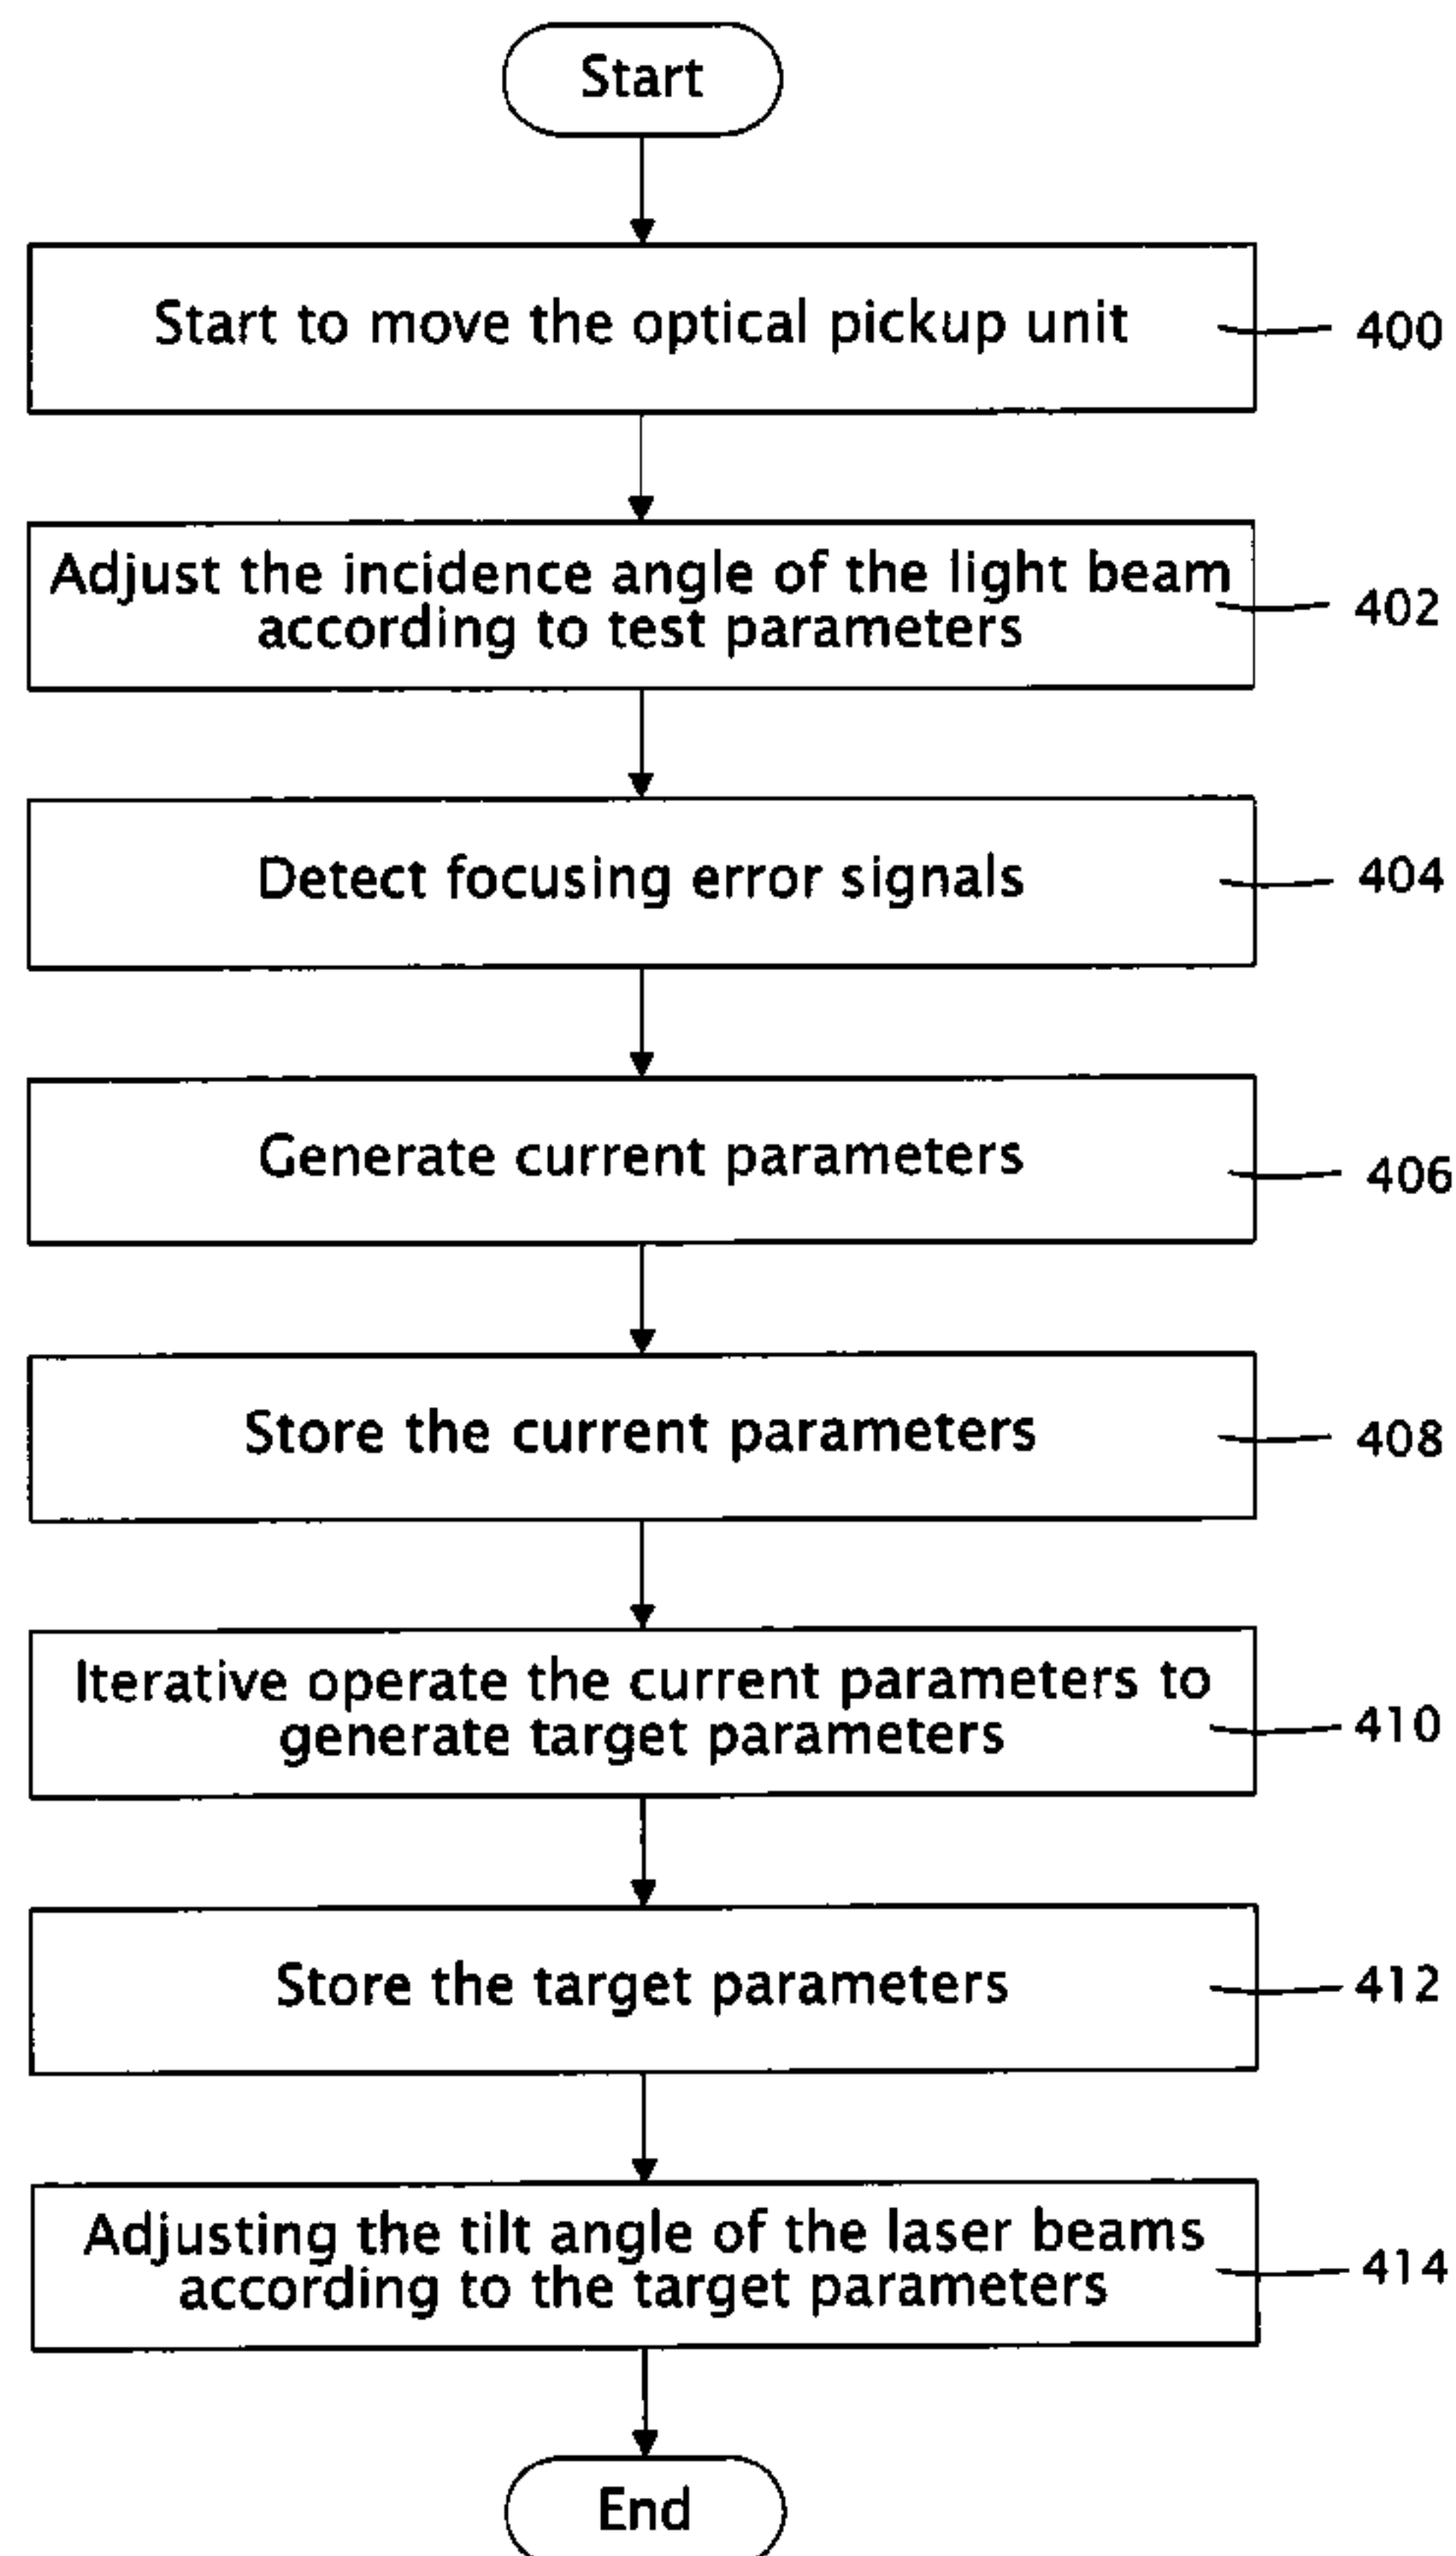 Start
Start to move the optical pickup unit
400
Adjust the incidence angle of the light beam
according to test parameters
402
Detect focusing error signals
404
Generate current parameters
406
Store the current parameters
408
Iterative operate the current parameters to
generate target parameters
410
Store the target parameters
412
Adjusting the tilt angle of the laser beams
according to the target parameters
414
End